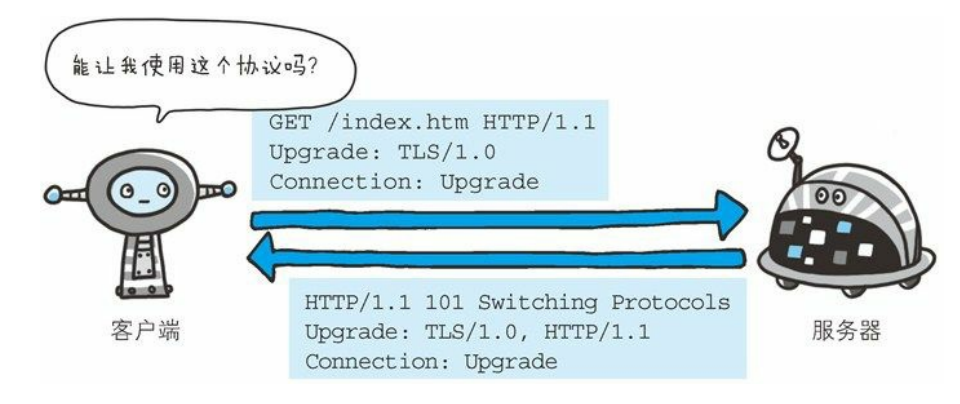 能让我使用这个协议吗?
GET /index.htm HTTP/1.1
Upgrade: TLS/1.0
Connection: Upgrade
HTTP/1.1 101 Switching Protocols
Upgrade: TLS/1.0, HTTP/1.1
Connection: Upgrade
客户端
服务器